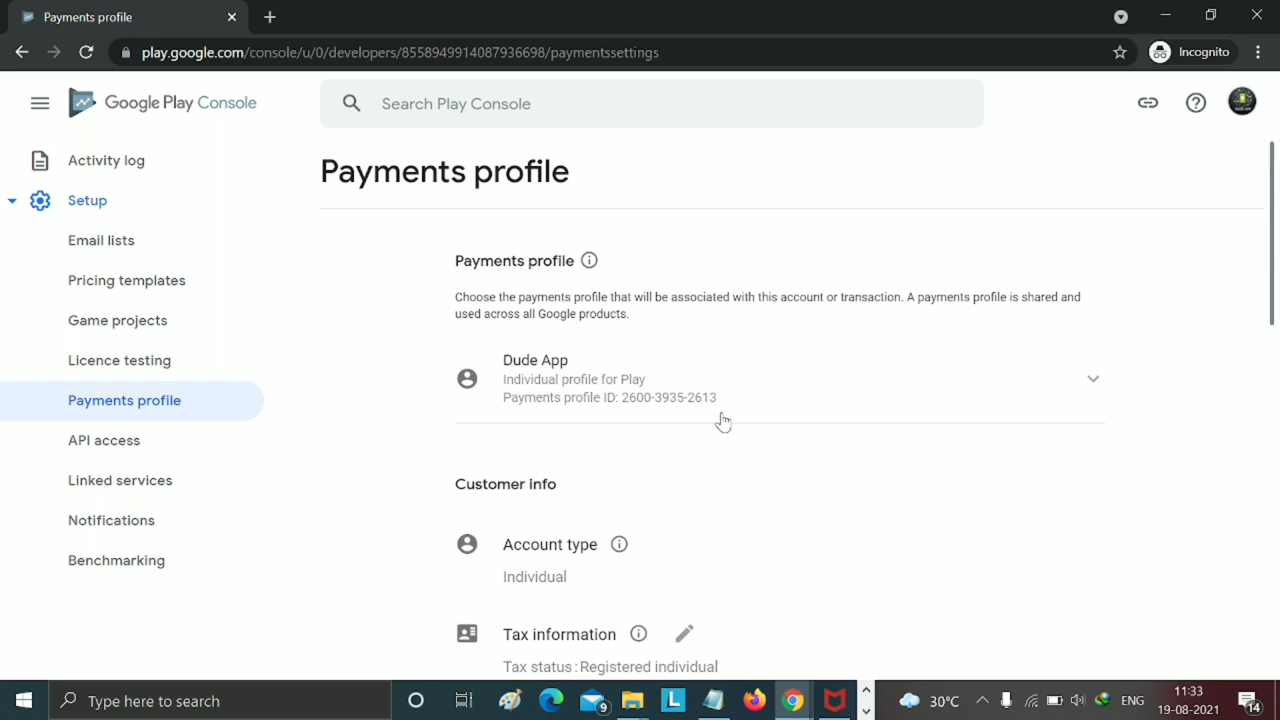 Payments profile
play.google.com/console/u/0/developers/8558949914087936698/paymentssettings
Incognito
Google Play Console
Search Play Console
Activity log
Setup
Email lists
Pricing templates
Game projects
Licence testing
Payments profile
API access
Linked services
Notifications
Benchmarking
Payments profile
Payments profile
Choose the payments profile that will be associated with this account or transaction. A payments profile is shared and
used across all Google products.
Dude App
Individual profile for Play
Payments profile ID: 2600-3935-2613
Customer info
Account type
Individual
Tax information
Tax status : Registered individual
Type here to search
L
9
30°C
ENG
11:33
19-08-2021
14